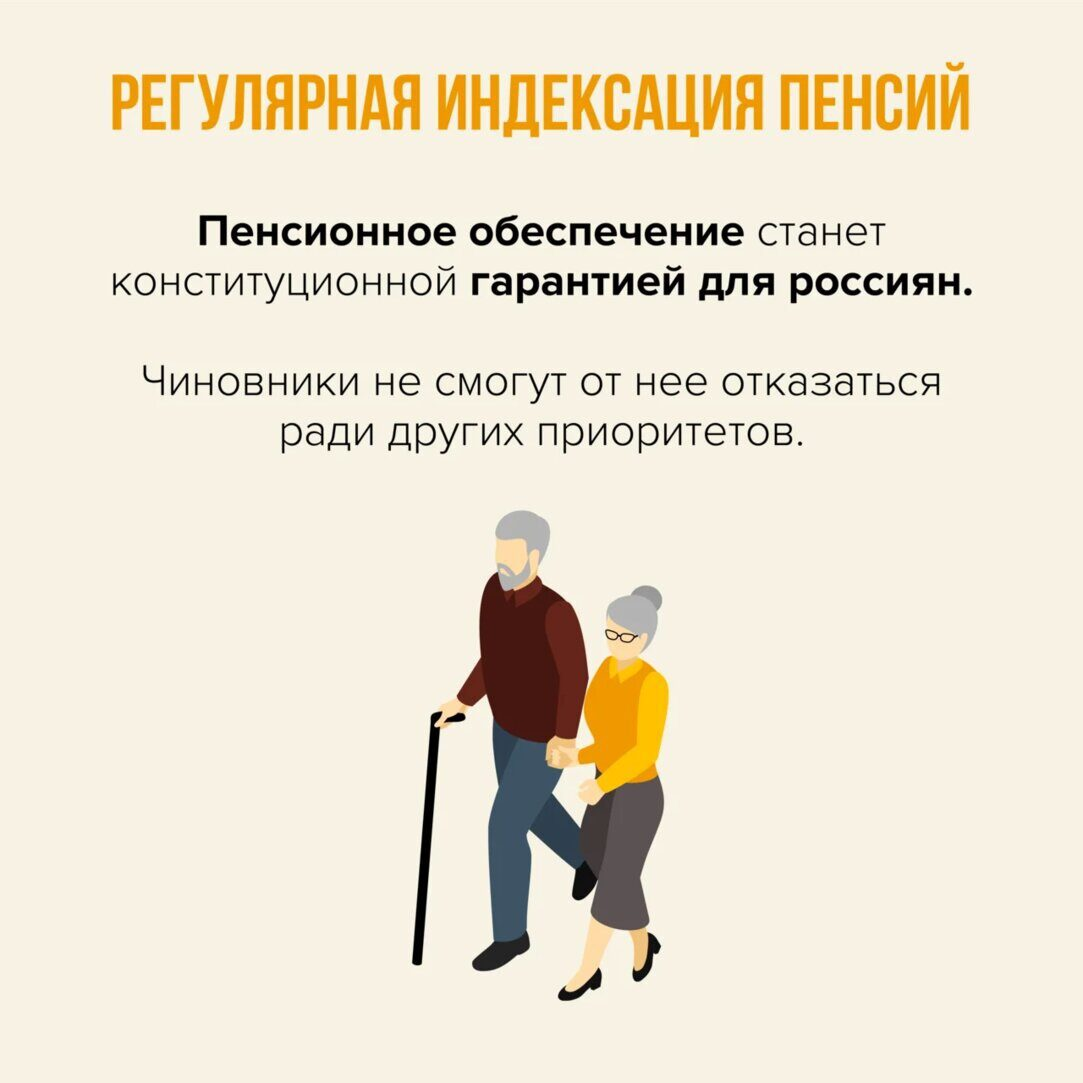 РЕГУЛЯРНАЯ ИНДЕКСАЦИЯ ПЕНСИЙ
Пенсионное обеспечение станет
конституционной гарантией для россиян.
Чиновники не смогут от нее отказаться
ради других приоритетов.